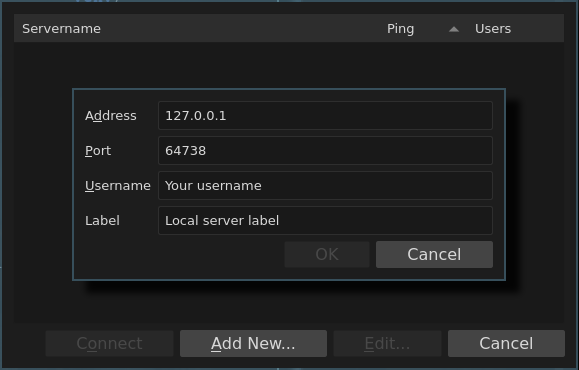 Servername Ping Users
Address 127.0.0.1
Port 64738
Username Your username
Label Local server label
OK Cancel
Connect Add New... Edit... Cancel